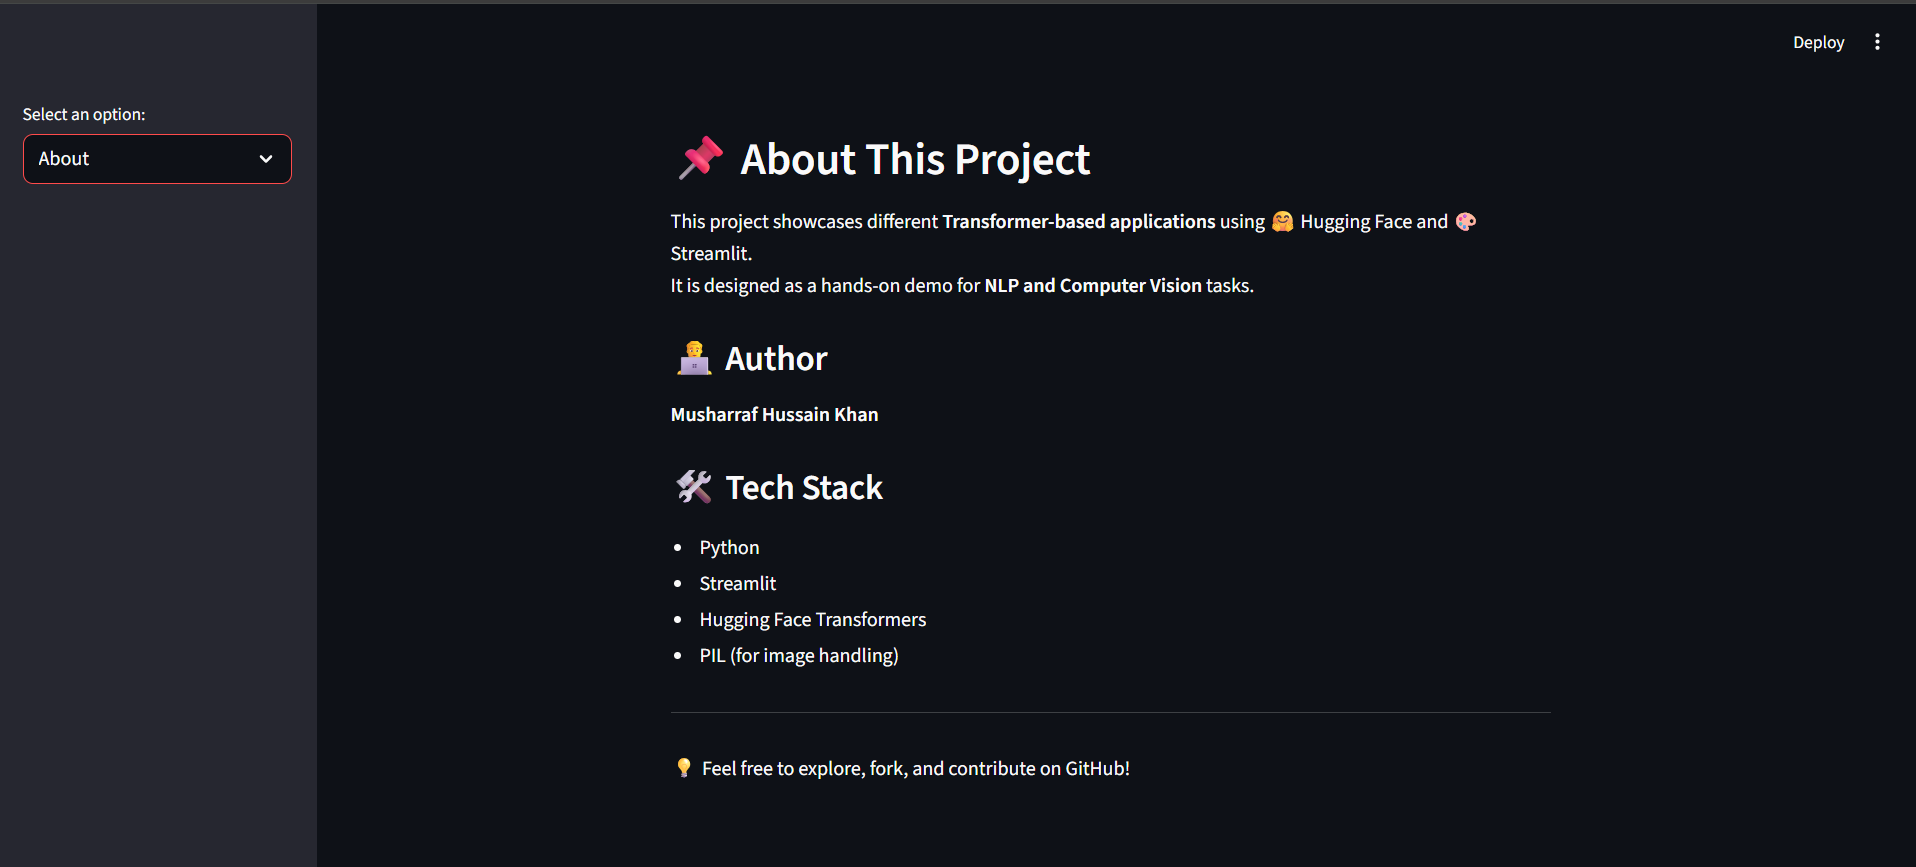 Deploy
Select an option:
About
📌 About This Project
This project showcases different Transformer-based applications using 🤗 Hugging Face and 🎨
Streamlit.
It is designed as a hands-on demo for NLP and Computer Vision tasks.
👨‍💻 Author
Musharraf Hussain Khan
🛠️ Tech Stack
• Python
• Streamlit
• Hugging Face Transformers
• PIL (for image handling)
💡 Feel free to explore, fork, and contribute on GitHub!